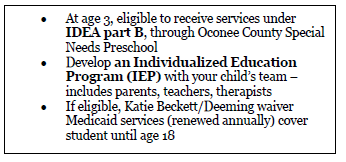 • At age 3, eligible to receive services under
IDEA part B, through Oconee County Special
Needs Preschool
• Develop an Individualized Education
Program (IEP) with your child's team –
includes parents, teachers, therapists
• If eligible, Katie Beckett/Deeming waiver
Medicaid services (renewed annually) cover
student until age 18